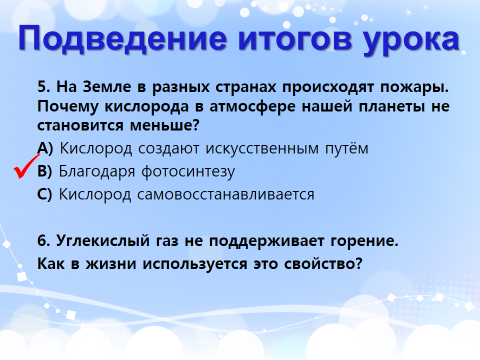 Подведение итогов урока
5. На Земле в разных странах происходят пожары.
Почему кислорода в атмосфере нашей планеты не
становится меньше?
A) Кислород создают искусственным путём
B) Благодаря фотосинтезу
C) Кислород самовосстанавливается
6. Углекислый газ не поддерживает горение.
Как в жизни используется это свойство?